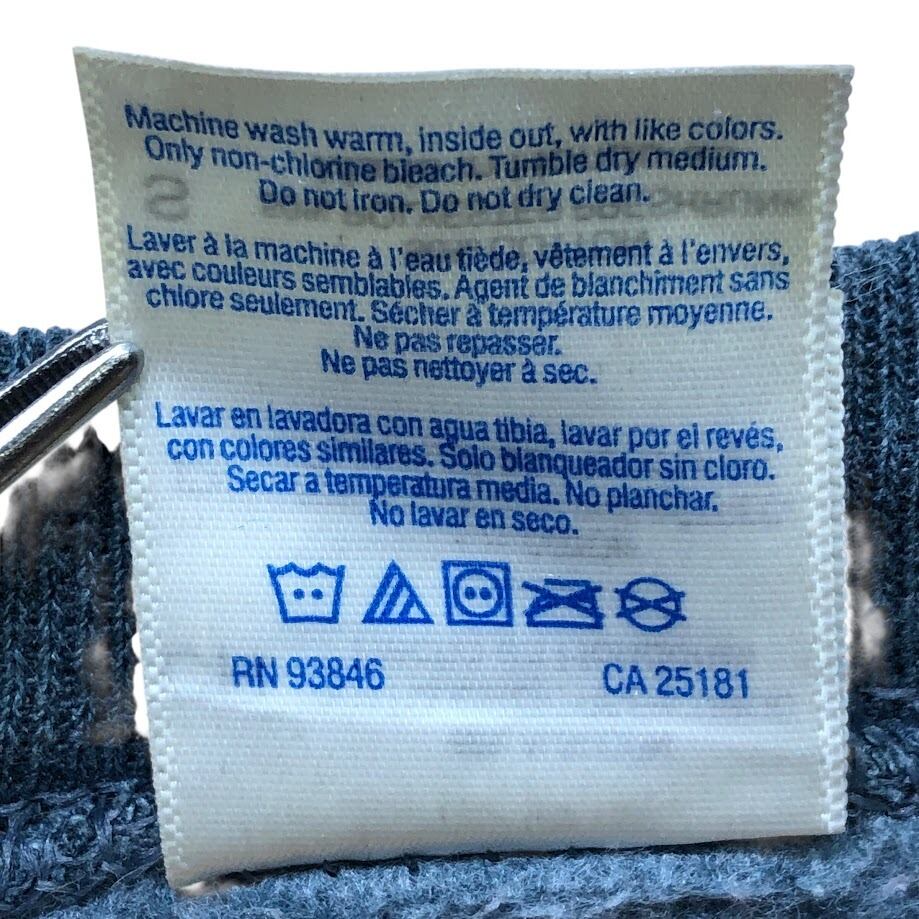 Machine wash warm, inside out, with like colors.
Only non-chlorine bleach. Tumble dry medium.
Do not iron. Do not dry clean.
Laver à la machine à l'eau tiède, vêtement à l'envers,
avec couleurs semblables. Agent de blanchiment sans
chlore seulement. Sécher à température moyenne.
Ne pas repasser.
Ne pas nettoyer à sec.
Lavar en lavadora con agua tibia, lavar por el revés,
con colores similares. Solo blanqueador sin cloro.
Secar a temperatura media. No planchar.
No lavar en seco.
RN 93846
CA 25181